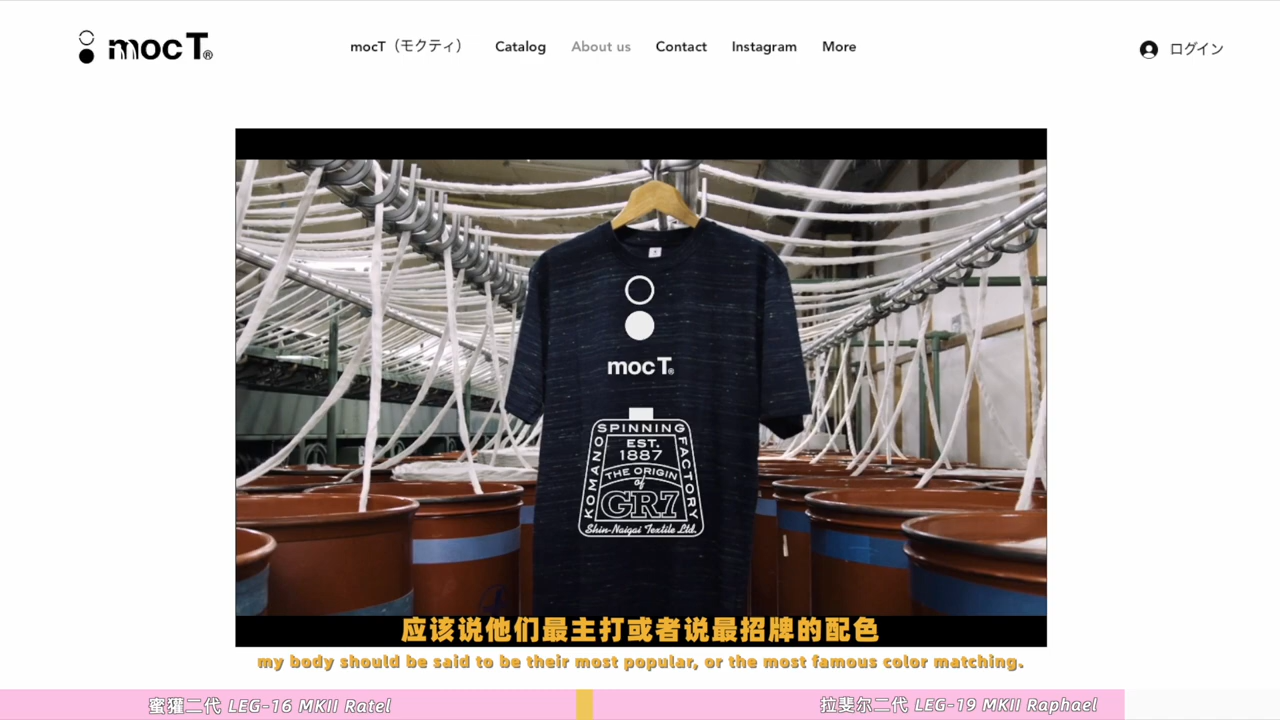 mocT®
mocT（モクティ）
Catalog
About us
Contact
Instagram
More
ログイン
mocT®
KOMANO SPINNING FACTORY
EST.
1887
THE ORIGIN
of
GR7
Shin-Naigai Textile Ltd.
应该说他们最主打或者说最招牌的配色
my body should be said to be their most popular, or the most famous color matching.
蜜獾二代 LEG-16 MKII Ratel
拉斐尔二代 LEG-19 MKII Raphael